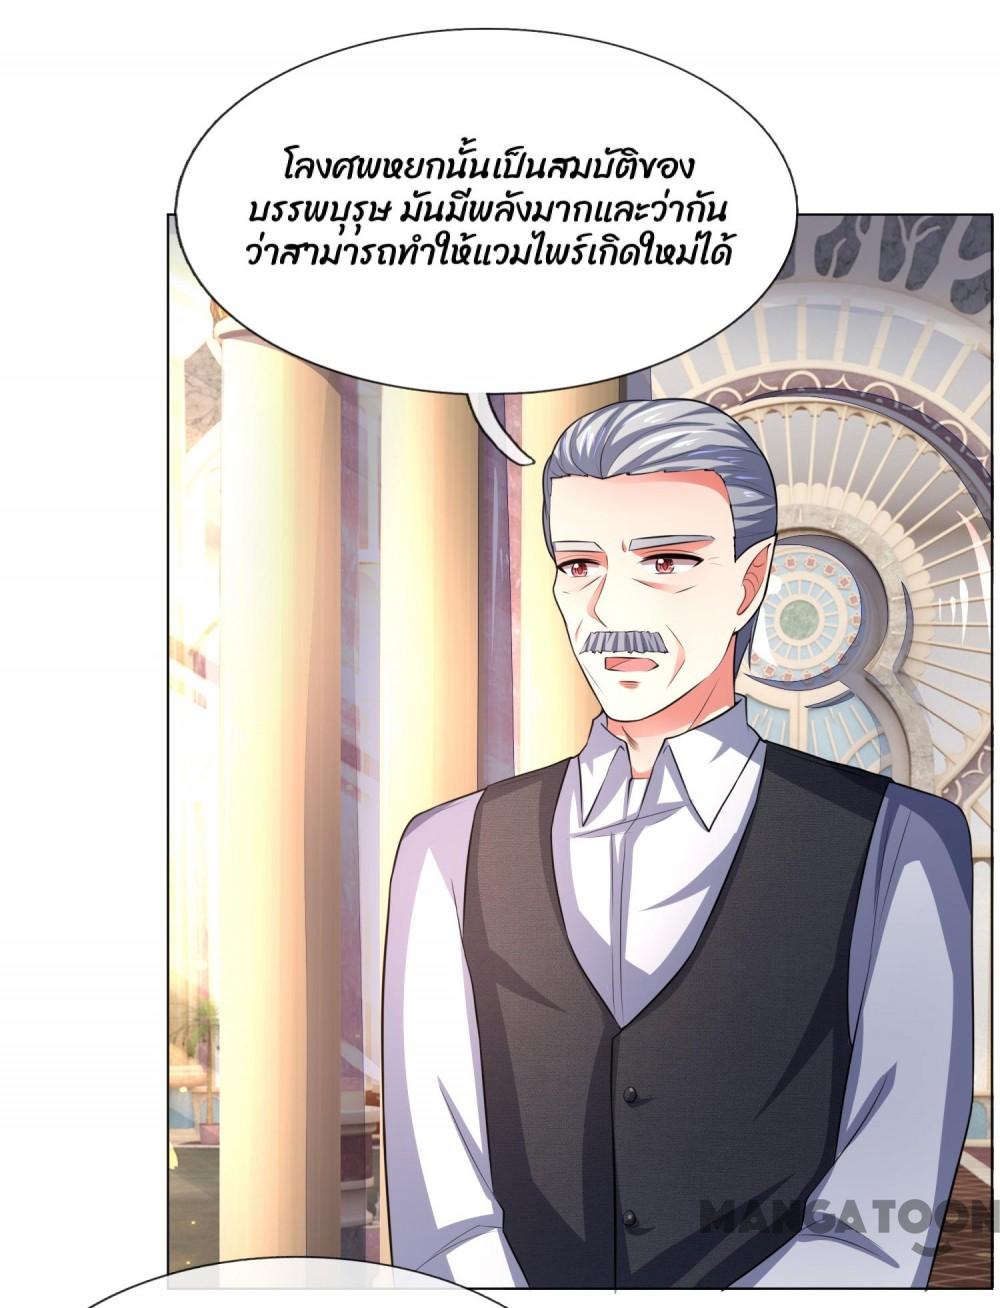 โลงศพหยกนั้นเป็นสมบัติของ
บรรพบุรุษ มันมีพลังมากและว่ากัน
ว่าสามารถทำให้แวมไพร์เกิดใหม่ได้
MANGATOON